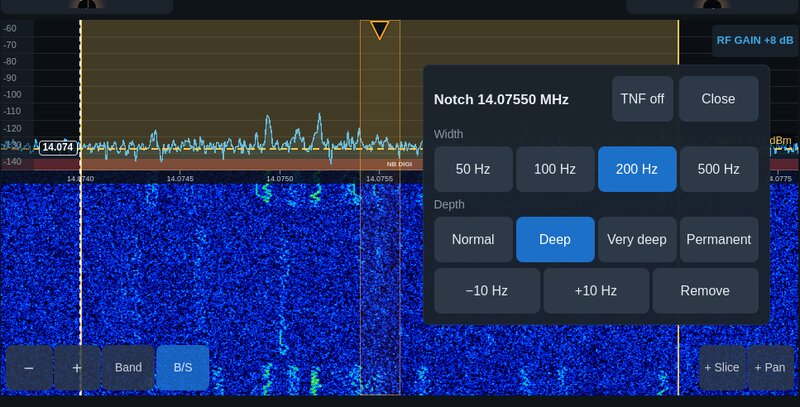 -60
-70
-80
-90
-100
-110
-120
-140
RF GAIN +8 dB
Notch 14.07550 MHz
TNF off
Close
Width
50 Hz
100 Hz
200 Hz
500 Hz
Depth
Normal
Deep
Very deep
Permanent
−10 Hz
+10 Hz
Remove
dBm
14.074
NB DIGI
14.0740
14.0745
14.0750
14.0755
14.0775
−
+
Band
B/S
+ Slice
+ Pan